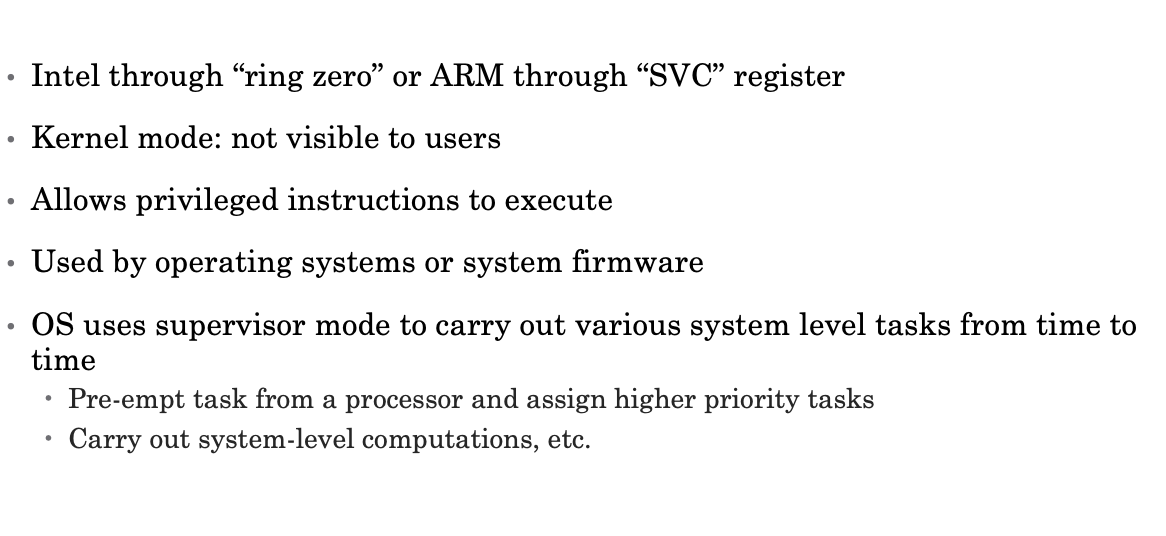 • Intel through “ring zero” or ARM through “SVC” register
• Kernel mode: not visible to users
• Allows privileged instructions to execute
• Used by operating systems or system firmware
• OS uses supervisor mode to carry out various system level tasks from time to
time
• Pre-empt task from a processor and assign higher priority tasks
• Carry out system-level computations, etc.